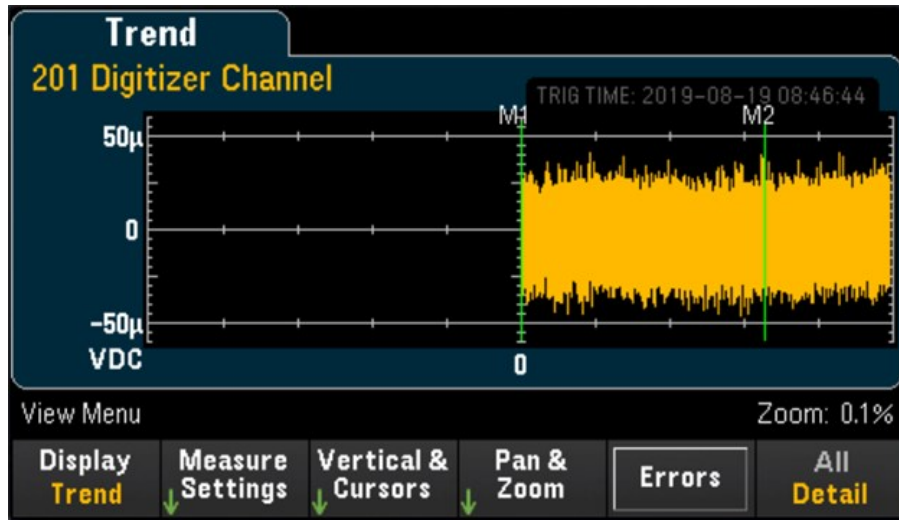 Trend
201 Digitizer Channel
TRIG TIME: 2019-08-19 08:46:44
M1
M2
50µ
0
-50µ
VDC
0
View Menu
Zoom: 0.1%
Display
Trend
Measure
Settings
Vertical &
Cursors
Pan &
Zoom
Errors
All
Detail